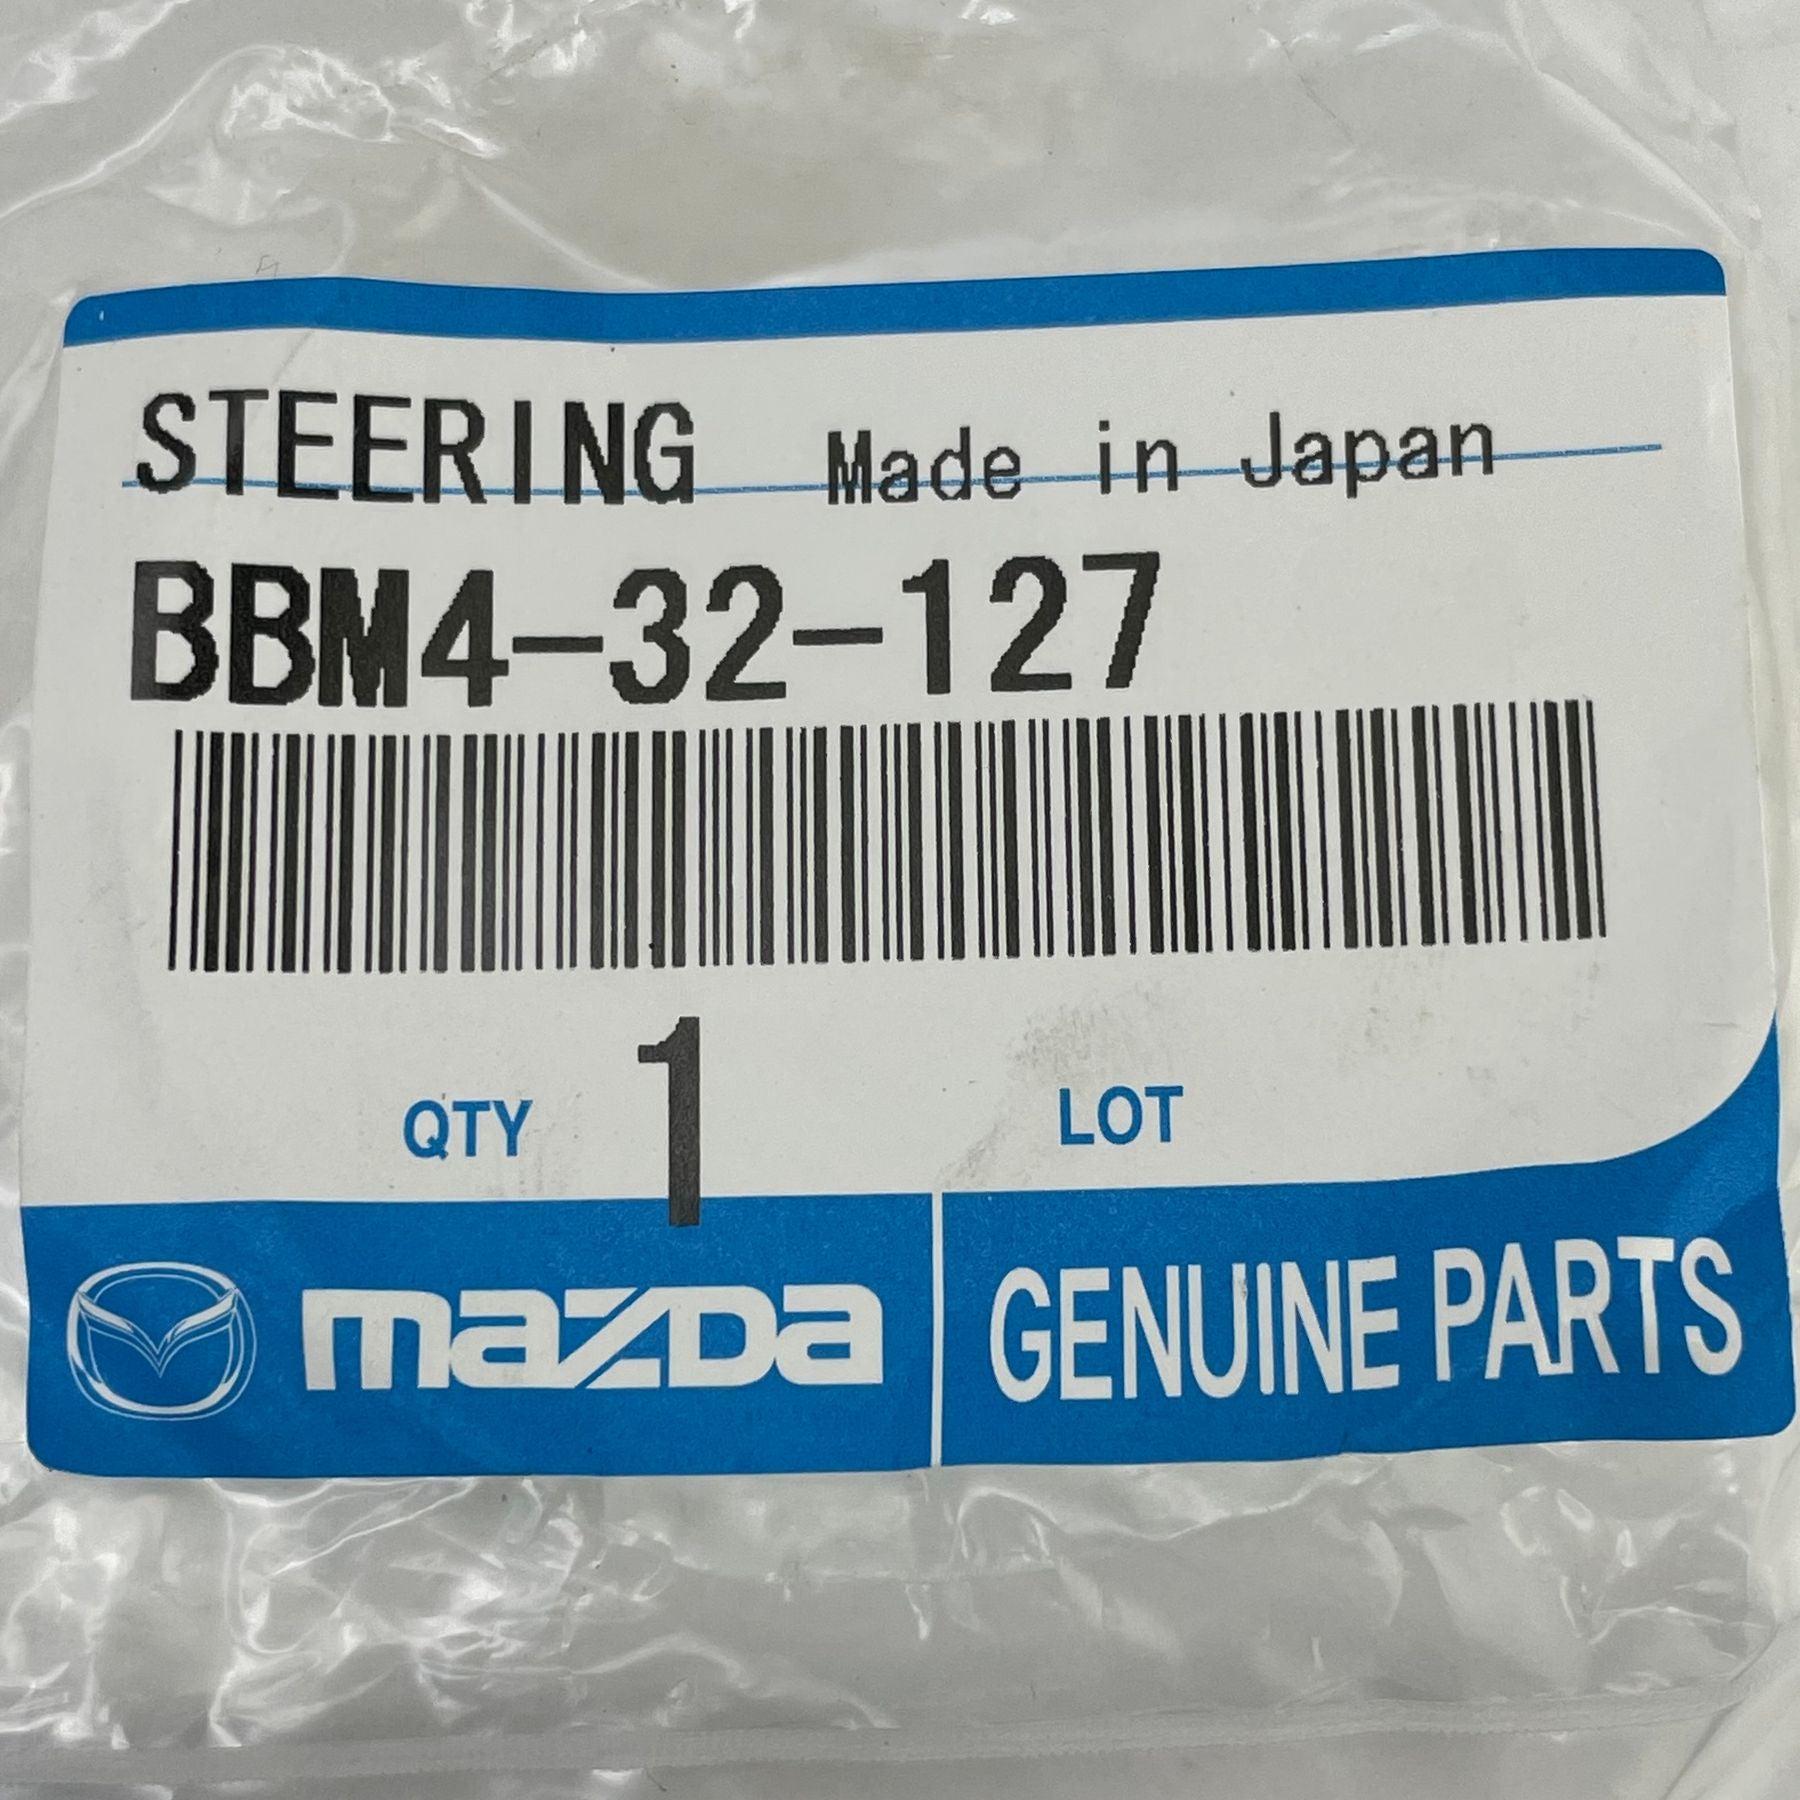 STEERING Made in Japan
BBM4-32-127
QTY 1 LOT
mazda GENUINE PARTS